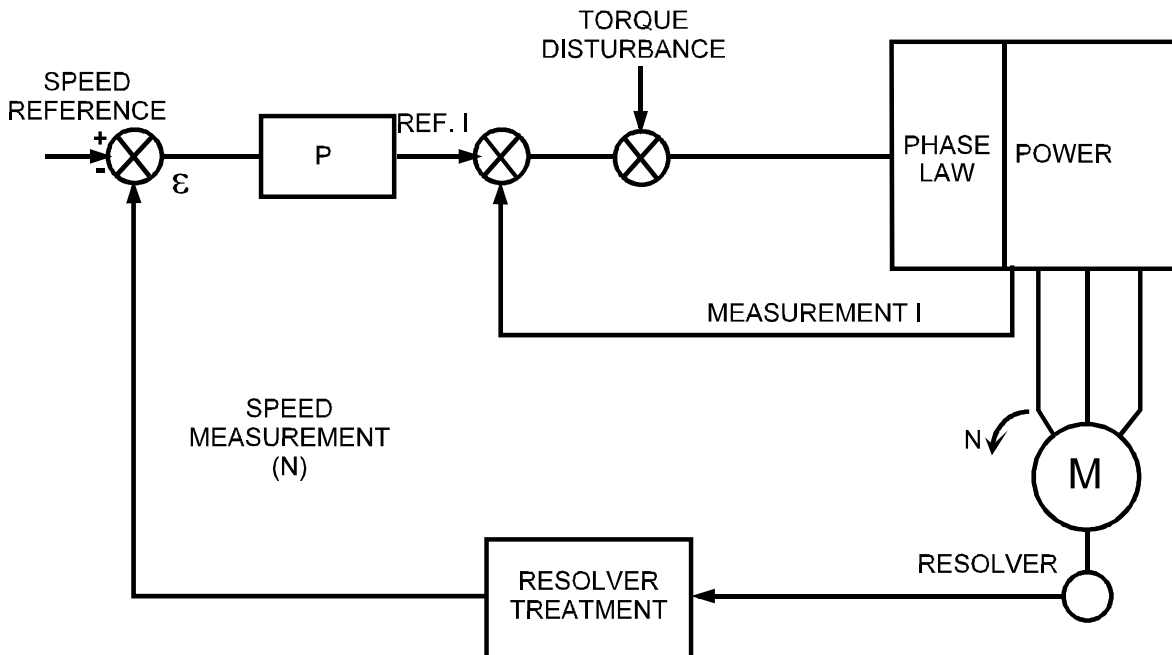 TORQUE
DISTURBANCE
SPEED
REFERENCE
+
-
ε
P
REF. I
PHASE
LAW
POWER
MEASUREMENT I
SPEED
MEASUREMENT
(N)
N
M
RESOLVER
RESOLVER
TREATMENT